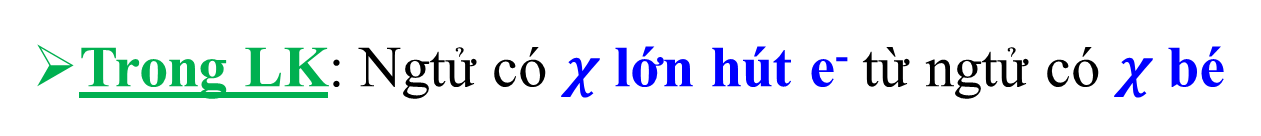 ➢Trong LK: Ngtử có χ lớn hút e⁻ từ ngtử có χ bé